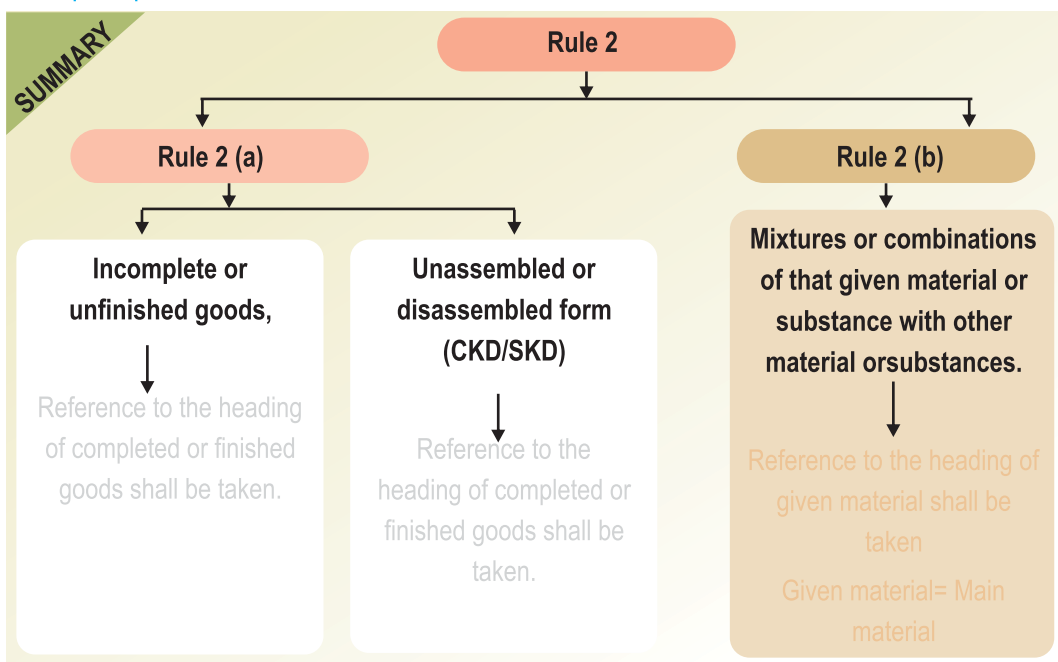 SUMMARY
Rule 2
Rule 2 (a)
Rule 2 (b)
Incomplete or
unfinished goods,
Reference to the heading
of completed or finished
goods shall be taken.
Unassembled or
disassembled form
(CKD/SKD)
Reference to the
heading of completed or
finished goods shall be
taken.
Mixtures or combinations
of that given material or
substance with other
material orsubstances.
Reference to the heading of
given material shall be
taken
Given material= Main
material